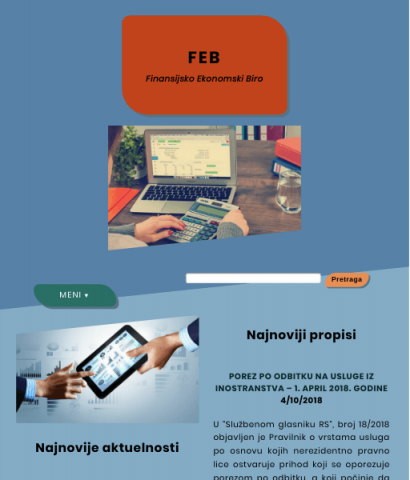 FEB
Finansijsko Ekonomski Biro
Pretraga
MENI ▾
Najnoviji propisi
POREZ PO ODBITKU NA USLUGE IZ
INOSTRANSTVA – 1. APRIL 2018. GODINE
4/10/2018
U "Službenom glasniku RS", broj 18/2018
objavljen je Pravilnik o vrstama usluga
po osnovu kojih nerezidentno pravno
lice ostvaruje prihod koji se oporezuje
porezom po odbitku, a koji počinje da
Najnovije aktuelnosti